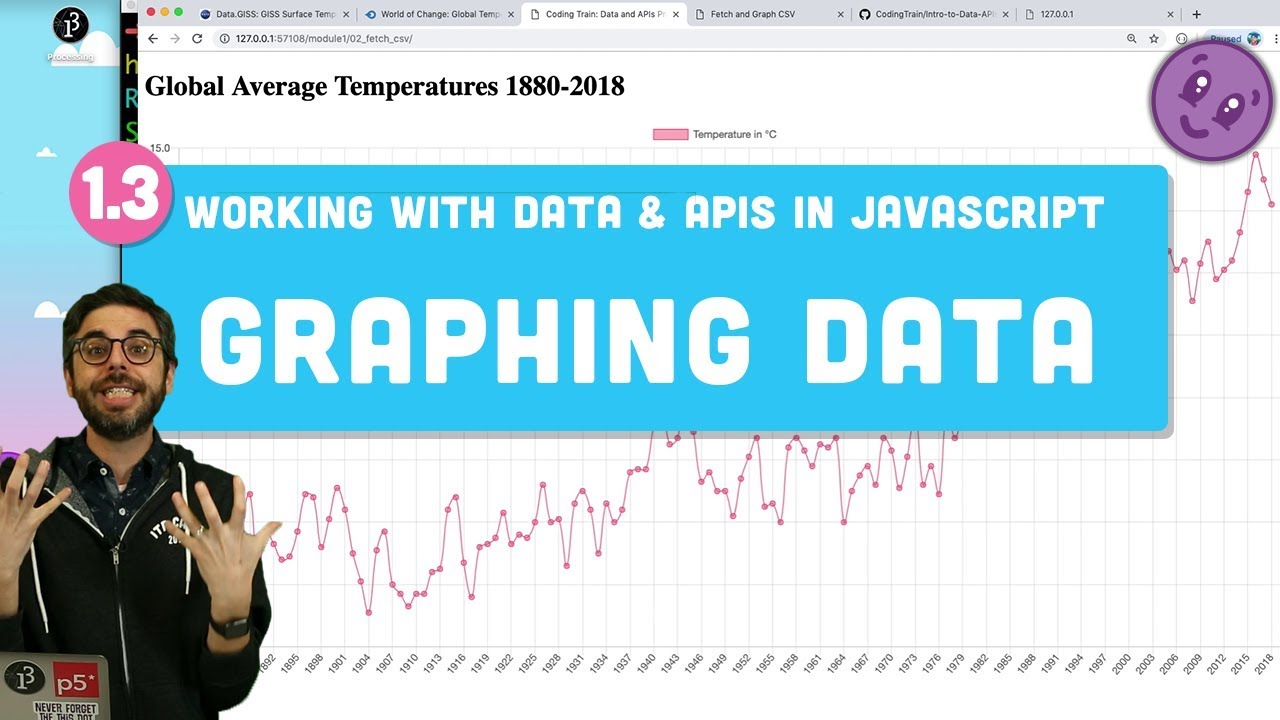 Data.GISS: GISS Surface Temp
World of Change: Global Temp
Coding Train: Data and APIs Pr
Fetch and Graph CSV
CodingTrain/Intro-to-Data-APIs
127.0.0.1
127.0.0.1:57108/module1/02_fetch_csv/
Paused
Processing
Global Average Temperatures 1880-2018
Temperature in °C
15.0
1.3
WORKING WITH DATA & APIS IN JAVASCRIPT
GRAPHING DATA
1892 1895 1898 1901 1904 1907 1910 1913 1916 1919 1922 1925 1928 1931 1934 1937 1940 1943 1946 1949 1952 1955 1958 1961 1964 1967 1970 1973 1976 1979 1982 1985 1988 1991 1994 1997 2000 2003 2006 2009 2012 2015 2018
p5*
NEVER FORGET
THE THIS DOT